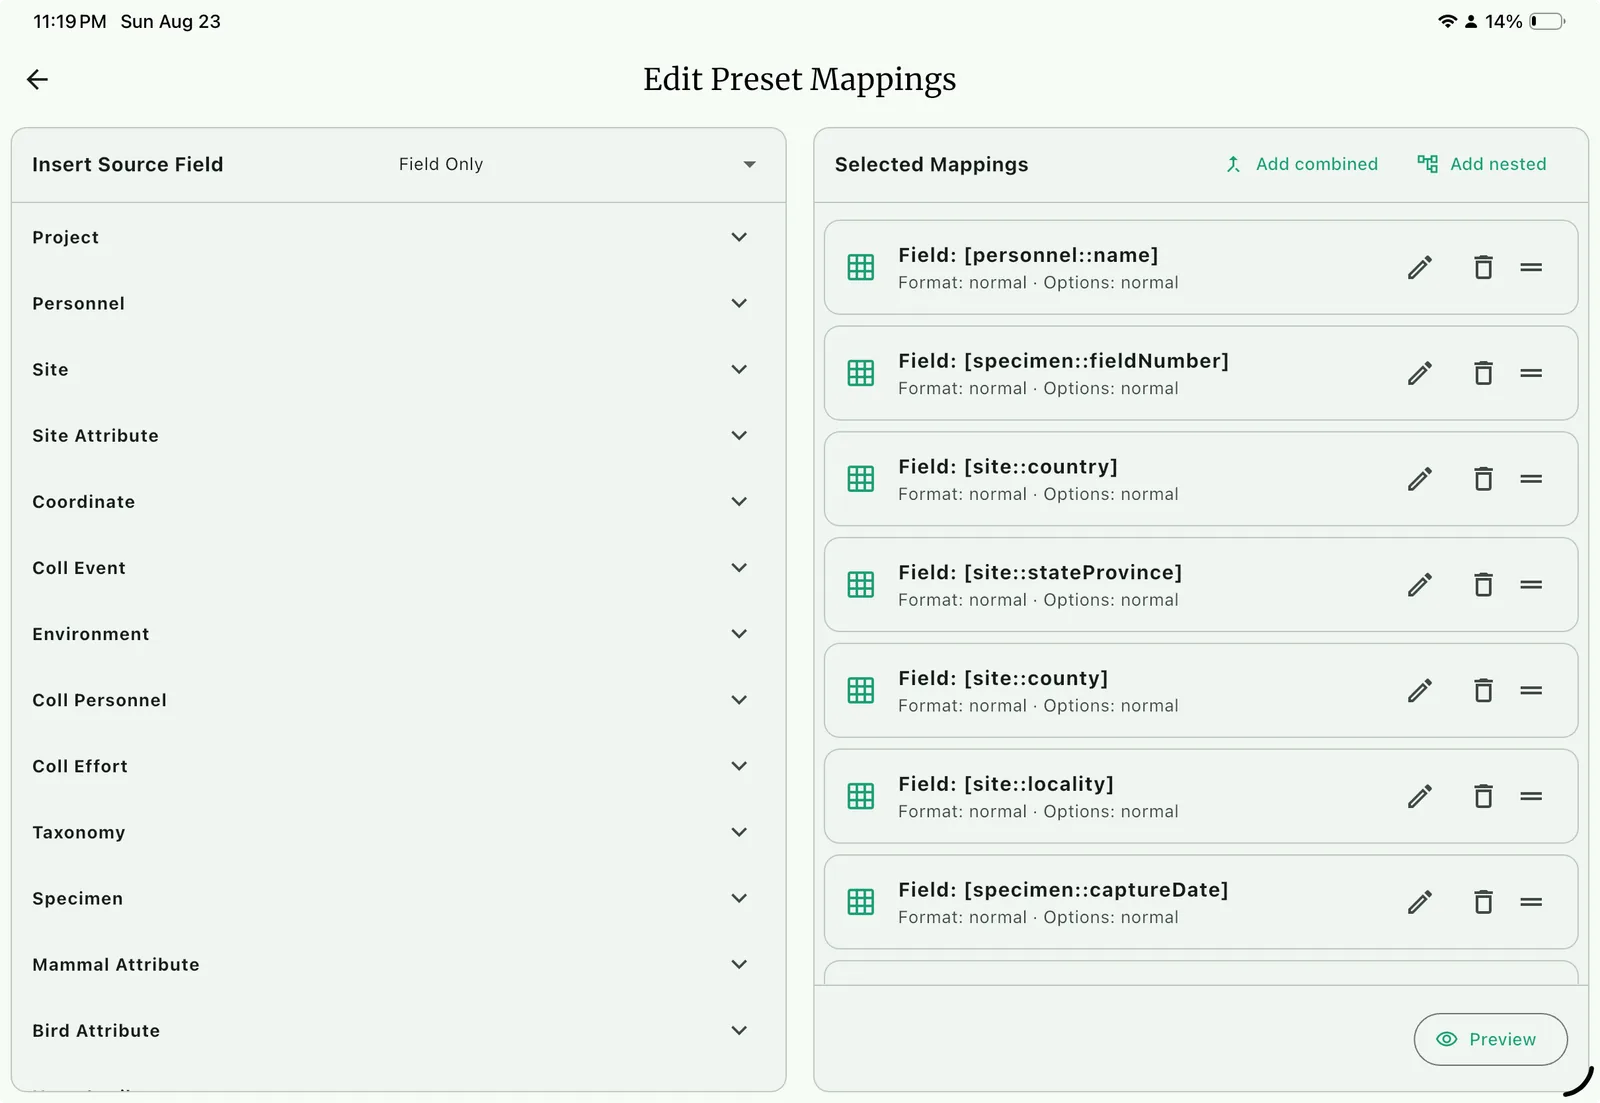 11:19 PM Sun Aug 23
14%
Edit Preset Mappings
Insert Source Field
Field Only
Project
Personnel
Site
Site Attribute
Coordinate
Coll Event
Environment
Coll Personnel
Coll Effort
Taxonomy
Specimen
Mammal Attribute
Bird Attribute
Selected Mappings
Add combined
Add nested
Field: [personnel::name]
Format: normal · Options: normal
Field: [specimen::fieldNumber]
Format: normal · Options: normal
Field: [site::country]
Format: normal · Options: normal
Field: [site::stateProvince]
Format: normal · Options: normal
Field: [site::county]
Format: normal · Options: normal
Field: [site::locality]
Format: normal · Options: normal
Field: [specimen::captureDate]
Format: normal · Options: normal
Preview